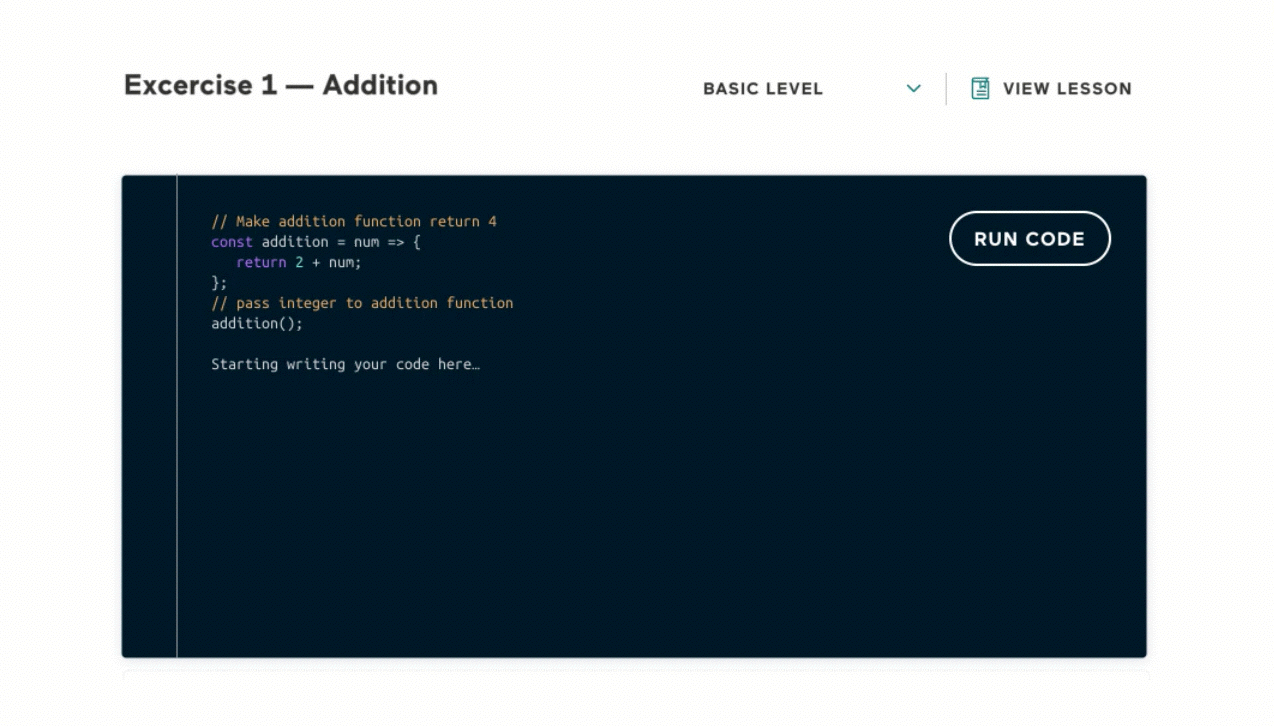 Excercise 1 — Addition
BASIC LEVEL
VIEW LESSON
// Make addition function return 4
const addition = num => {
   return 2 + num;
};
// pass integer to addition function
addition();
Starting writing your code here…
RUN CODE